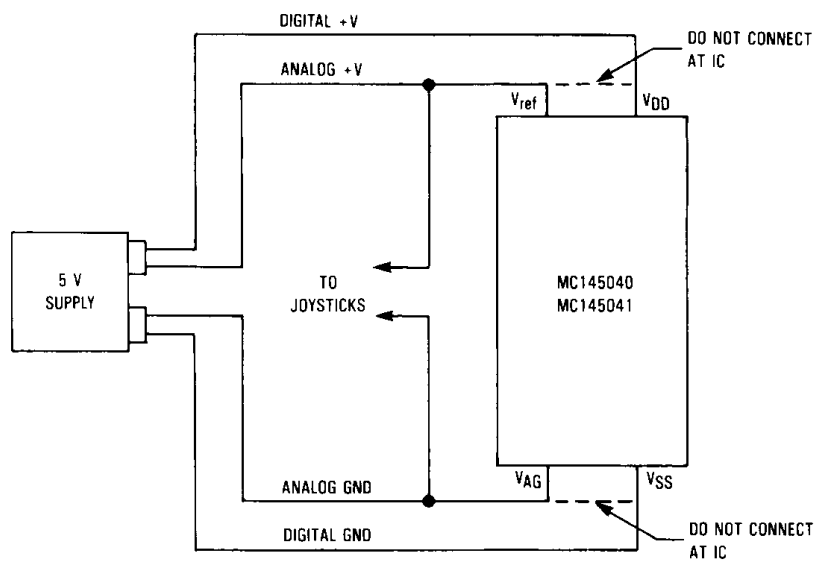 DIGITAL +V
DO NOT CONNECT
AT IC
ANALOG +V
Vref
VDD
5 V
SUPPLY
TO
JOYSTICKS
MC145040
MC145041
VAG
VSS
ANALOG GND
DIGITAL GND
DO NOT CONNECT
AT IC